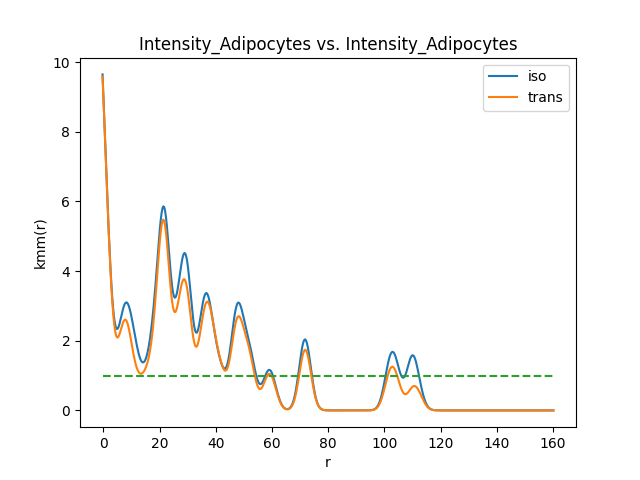 Intensity_Adipocytes vs. Intensity_Adipocytes
iso
trans
kmm(r)
10
8
6
4
2
0
0 20 40 60 80 100 120 140 160
r